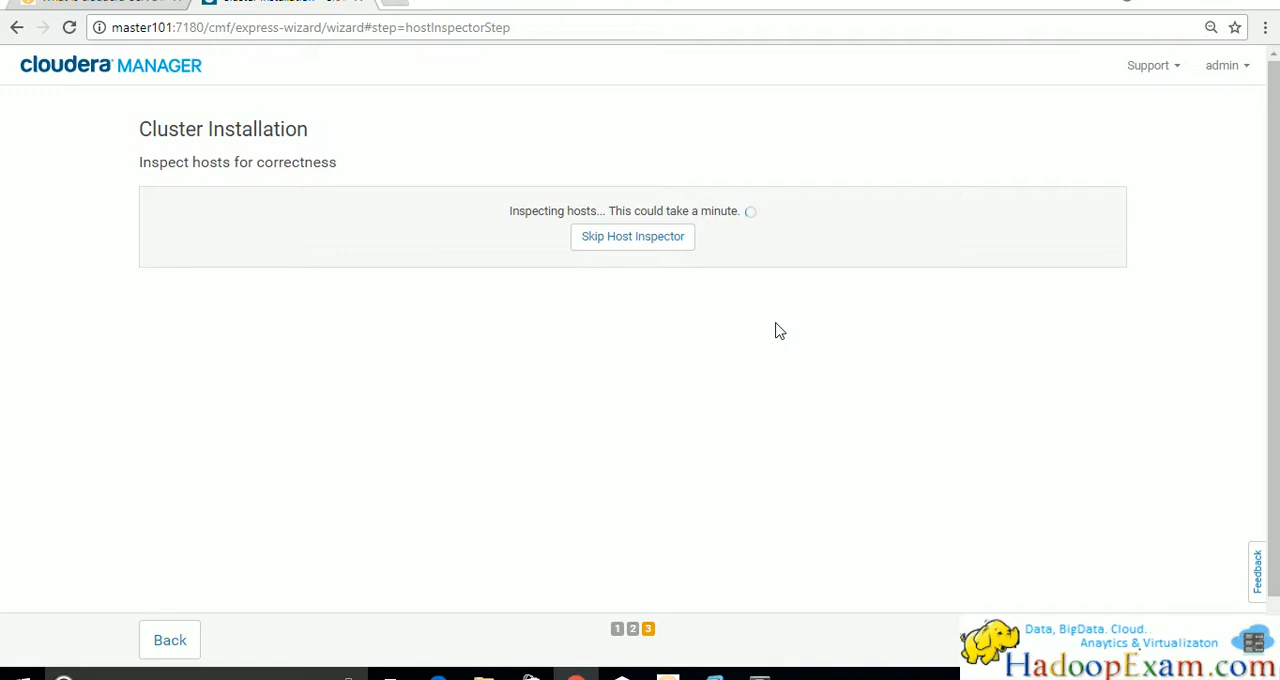 master101:7180/cmf/express-wizard/wizard#step=hostInspectorStep
cloudera MANAGER
Support
admin
Cluster Installation
Inspect hosts for correctness
Inspecting hosts... This could take a minute.
Skip Host Inspector
Feedback
Back
1 2 3
Data, BigData. Cloud..
Anaytics & Virtualizaton
HadoopExam.com